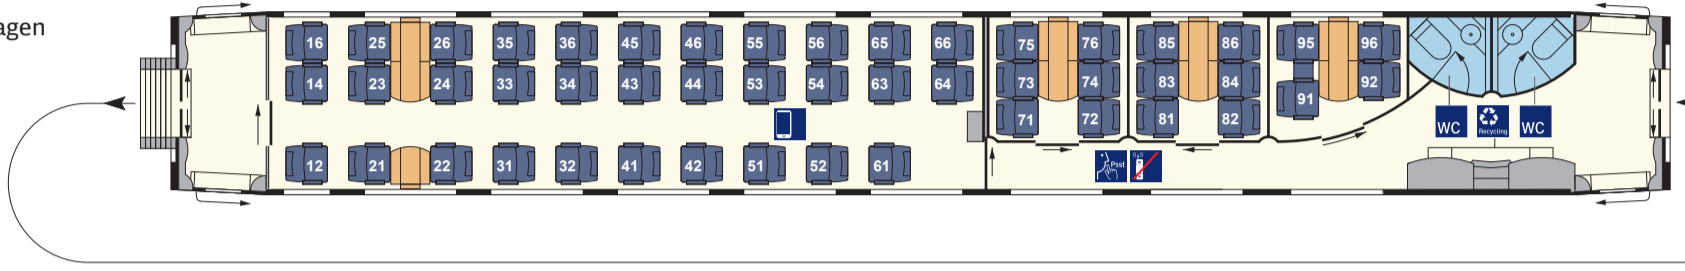 agen
16 25 26 35 36 45 46 55 56 65 66 75 76 85 86 95 96
14 23 24 33 34 43 44 53 54 63 64 73 74 83 84 92
91
71 72 81 82
WC Recycling WC
12 21 22 31 32 41 42 51 52 61
Psst